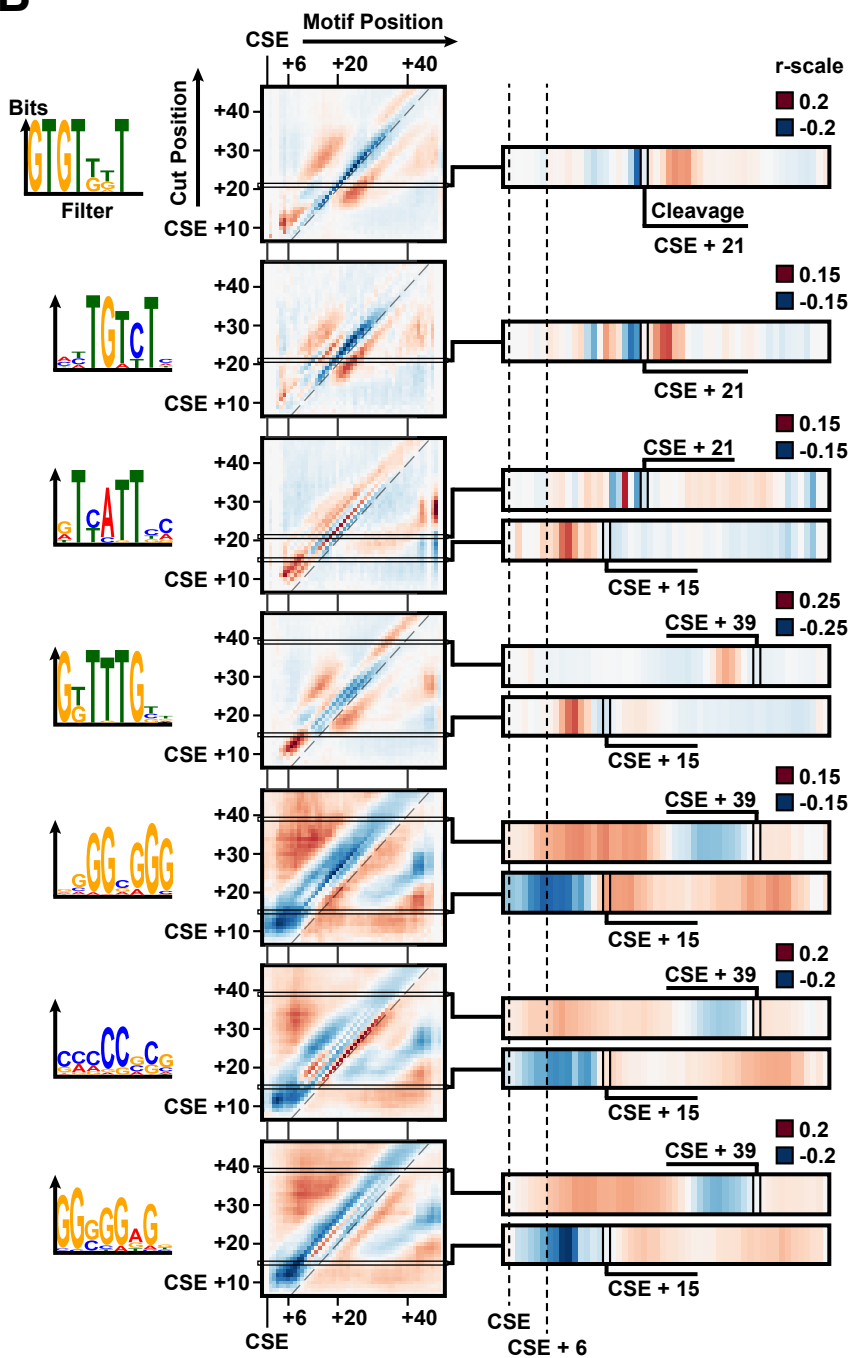 B
Motif Position
CSE
+6 +20 +40
r-scale
Bits
Cut Position
+40
+30
+20
CSE +10
GTGTTTT
GG
Filter
0.2
-0.2
Cleavage
CSE + 21
+40
+30
+20
CSE +10
0.15
-0.15
CSE + 21
+40
+30
+20
CSE +10
0.15
-0.15
CSE + 21
CSE + 15
+40
+30
+20
CSE +10
0.25
-0.25
CSE + 39
CSE + 15
+40
+30
+20
CSE +10
0.15
-0.15
CSE + 39
CSE + 15
+40
+30
+20
CSE +10
0.2
-0.2
CSE + 39
CSE + 15
+40
+30
+20
CSE +10
0.2
-0.2
CSE + 39
CSE + 15
+6 +20 +40
CSE
CSE
CSE + 6